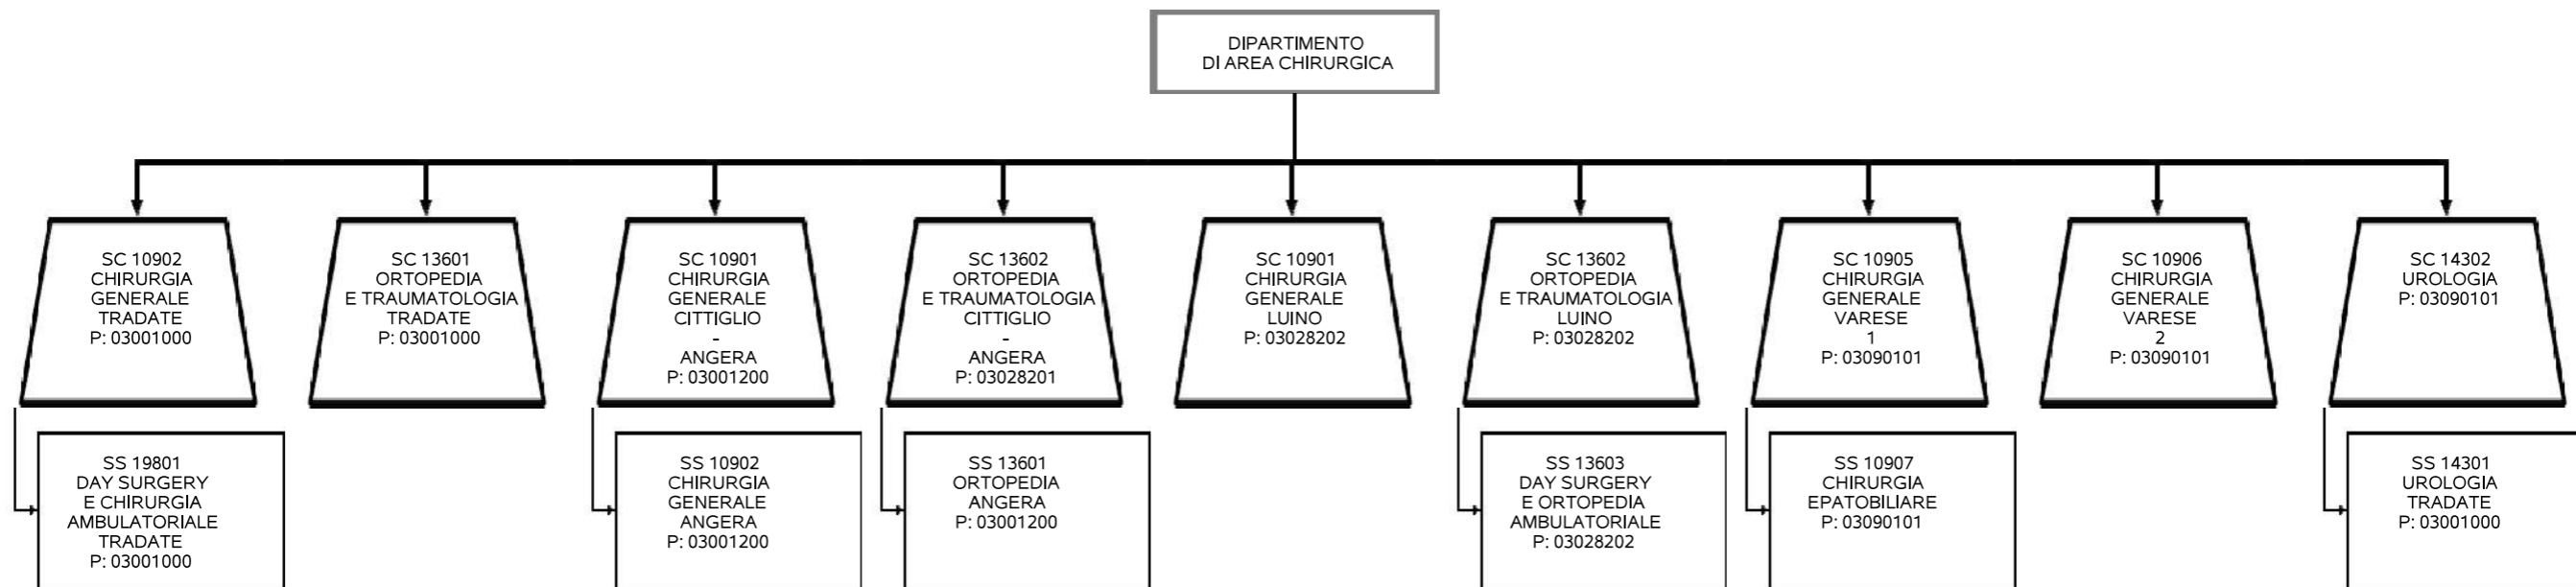 DIPARTIMENTO
DI AREA CHIRURGICA
SC 10902
CHIRURGIA
GENERALE
TRADATE
P: 03001000
SC 13601
ORTOPEDIA
E TRAUMATOLOGIA
TRADATE
P: 03001000
SC 10901
CHIRURGIA
GENERALE
CITTIGLIO
-
ANGERA
P: 03001200
SC 13602
ORTOPEDIA
E TRAUMATOLOGIA
CITTIGLIO
-
ANGERA
P: 03028201
SC 10901
CHIRURGIA
GENERALE
LUINO
P: 03028202
SC 13602
ORTOPEDIA
E TRAUMATOLOGIA
LUINO
P: 03028202
SC 10905
CHIRURGIA
GENERALE
VARESE
1
P: 03090101
SC 10906
CHIRURGIA
GENERALE
VARESE
2
P: 03090101
SC 14302
UROLOGIA
P: 03090101
SS 19801
DAY SURGERY
E CHIRURGIA
AMBULATORIALE
TRADATE
P: 03001000
SS 10902
CHIRURGIA
GENERALE
ANGERA
P: 03001200
SS 13601
ORTOPEDIA
ANGERA
P: 03001200
SS 13603
DAY SURGERY
E ORTOPEDIA
AMBULATORIALE
P: 03028202
SS 10907
CHIRURGIA
EPATOBILIARE
P: 03090101
SS 14301
UROLOGIA
TRADATE
P: 03001000